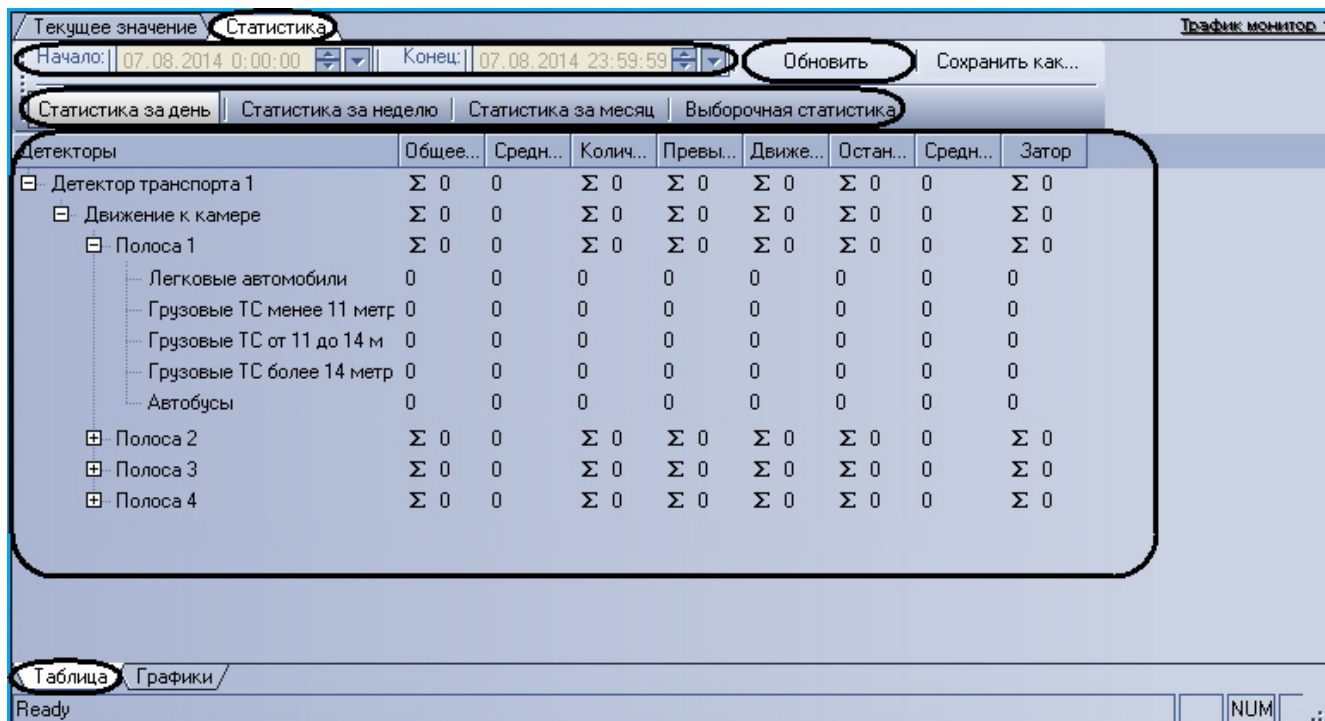 Текущее значение Статистика Трафик монитор
Начало: 07.08.2014 0:00:00 Конец: 07.08.2014 23:59:59 Обновить Сохранить как...
Статистика за день Статистика за неделю Статистика за месяц Выборочная статистика
Детекторы Общее... Средн... Колич... Превы... Движе... Остан... Средн... Затор
Детектор транспорта 1 Σ 0 0 Σ 0 Σ 0 Σ 0 Σ 0 0 Σ 0
Движение к камере Σ 0 0 Σ 0 Σ 0 Σ 0 Σ 0 0 Σ 0
Полоса 1 Σ 0 0 Σ 0 Σ 0 Σ 0 Σ 0 0 Σ 0
Легковые автомобили 0 0 0 0 0 0 0 0
Грузовые ТС менее 11 метр 0 0 0 0 0 0 0 0
Грузовые ТС от 11 до 14 м 0 0 0 0 0 0 0 0
Грузовые ТС более 14 метр 0 0 0 0 0 0 0 0
Автобусы 0 0 0 0 0 0 0 0
Полоса 2 Σ 0 0 Σ 0 Σ 0 Σ 0 Σ 0 0 Σ 0
Полоса 3 Σ 0 0 Σ 0 Σ 0 Σ 0 Σ 0 0 Σ 0
Полоса 4 Σ 0 0 Σ 0 Σ 0 Σ 0 Σ 0 0 Σ 0
Таблица Графики
Ready NUM